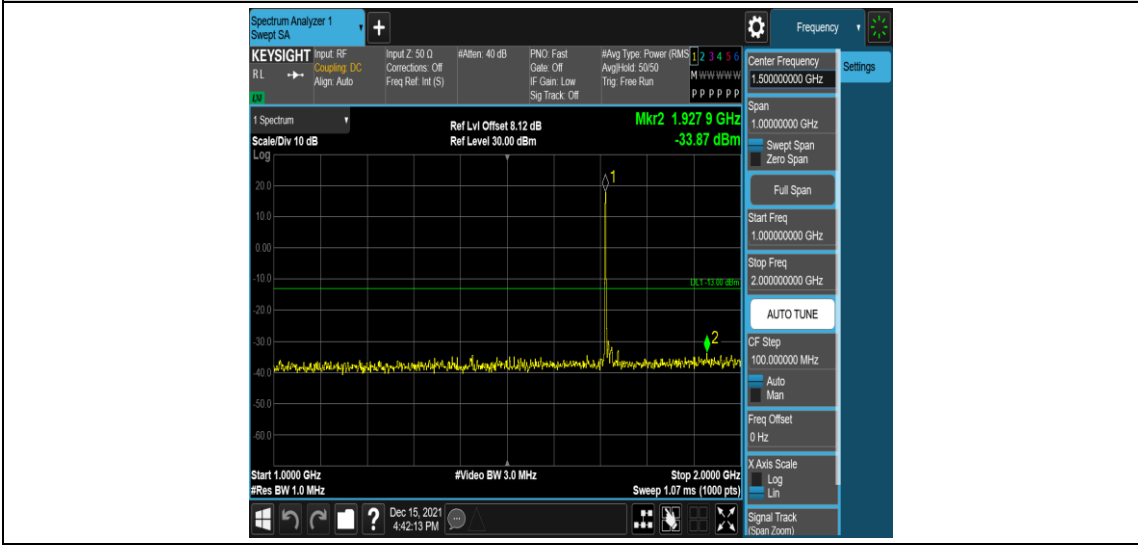 Spectrum Analyzer 1
Swept SA
Frequency
KEYSIGHT
RL
LM
Input: RF
Coupling: DC
Align: Auto
Input Z: 50 Ω
Corrections: Off
Freq Ref: Int (S)
#Atten: 40 dB
PNO: Fast
Gate: Off
IF Gain: Low
Sig Track: Off
#Avg Type: Power (RMS
Avg|Hold: 50/50
Trig: Free Run
1 2 3 4 5 6
M W W W W W
P P P P P P
1 Spectrum
Scale/Div 10 dB
Ref Lvl Offset 8.12 dB
Ref Level 30.00 dBm
Mkr2 1.927 9 GHz
-33.87 dBm
Log
20.0
10.0
0.00
-10.0
-20.0
-30.0
-40.0
-50.0
-60.0
1
DL1 -13.00 dBm
2
Start 1.0000 GHz
#Res BW 1.0 MHz
#Video BW 3.0 MHz
Stop 2.0000 GHz
Sweep 1.07 ms (1000 pts)
Dec 15, 2021
4:42:13 PM
Center Frequency
1.500000000 GHz
Settings
Span
1.00000000 GHz
Swept Span
Zero Span
Full Span
Start Freq
1.000000000 GHz
Stop Freq
2.000000000 GHz
AUTO TUNE
CF Step
100.000000 MHz
Auto
Man
Freq Offset
0 Hz
X Axis Scale
Log
Lin
Signal Track
(Span Zoom)